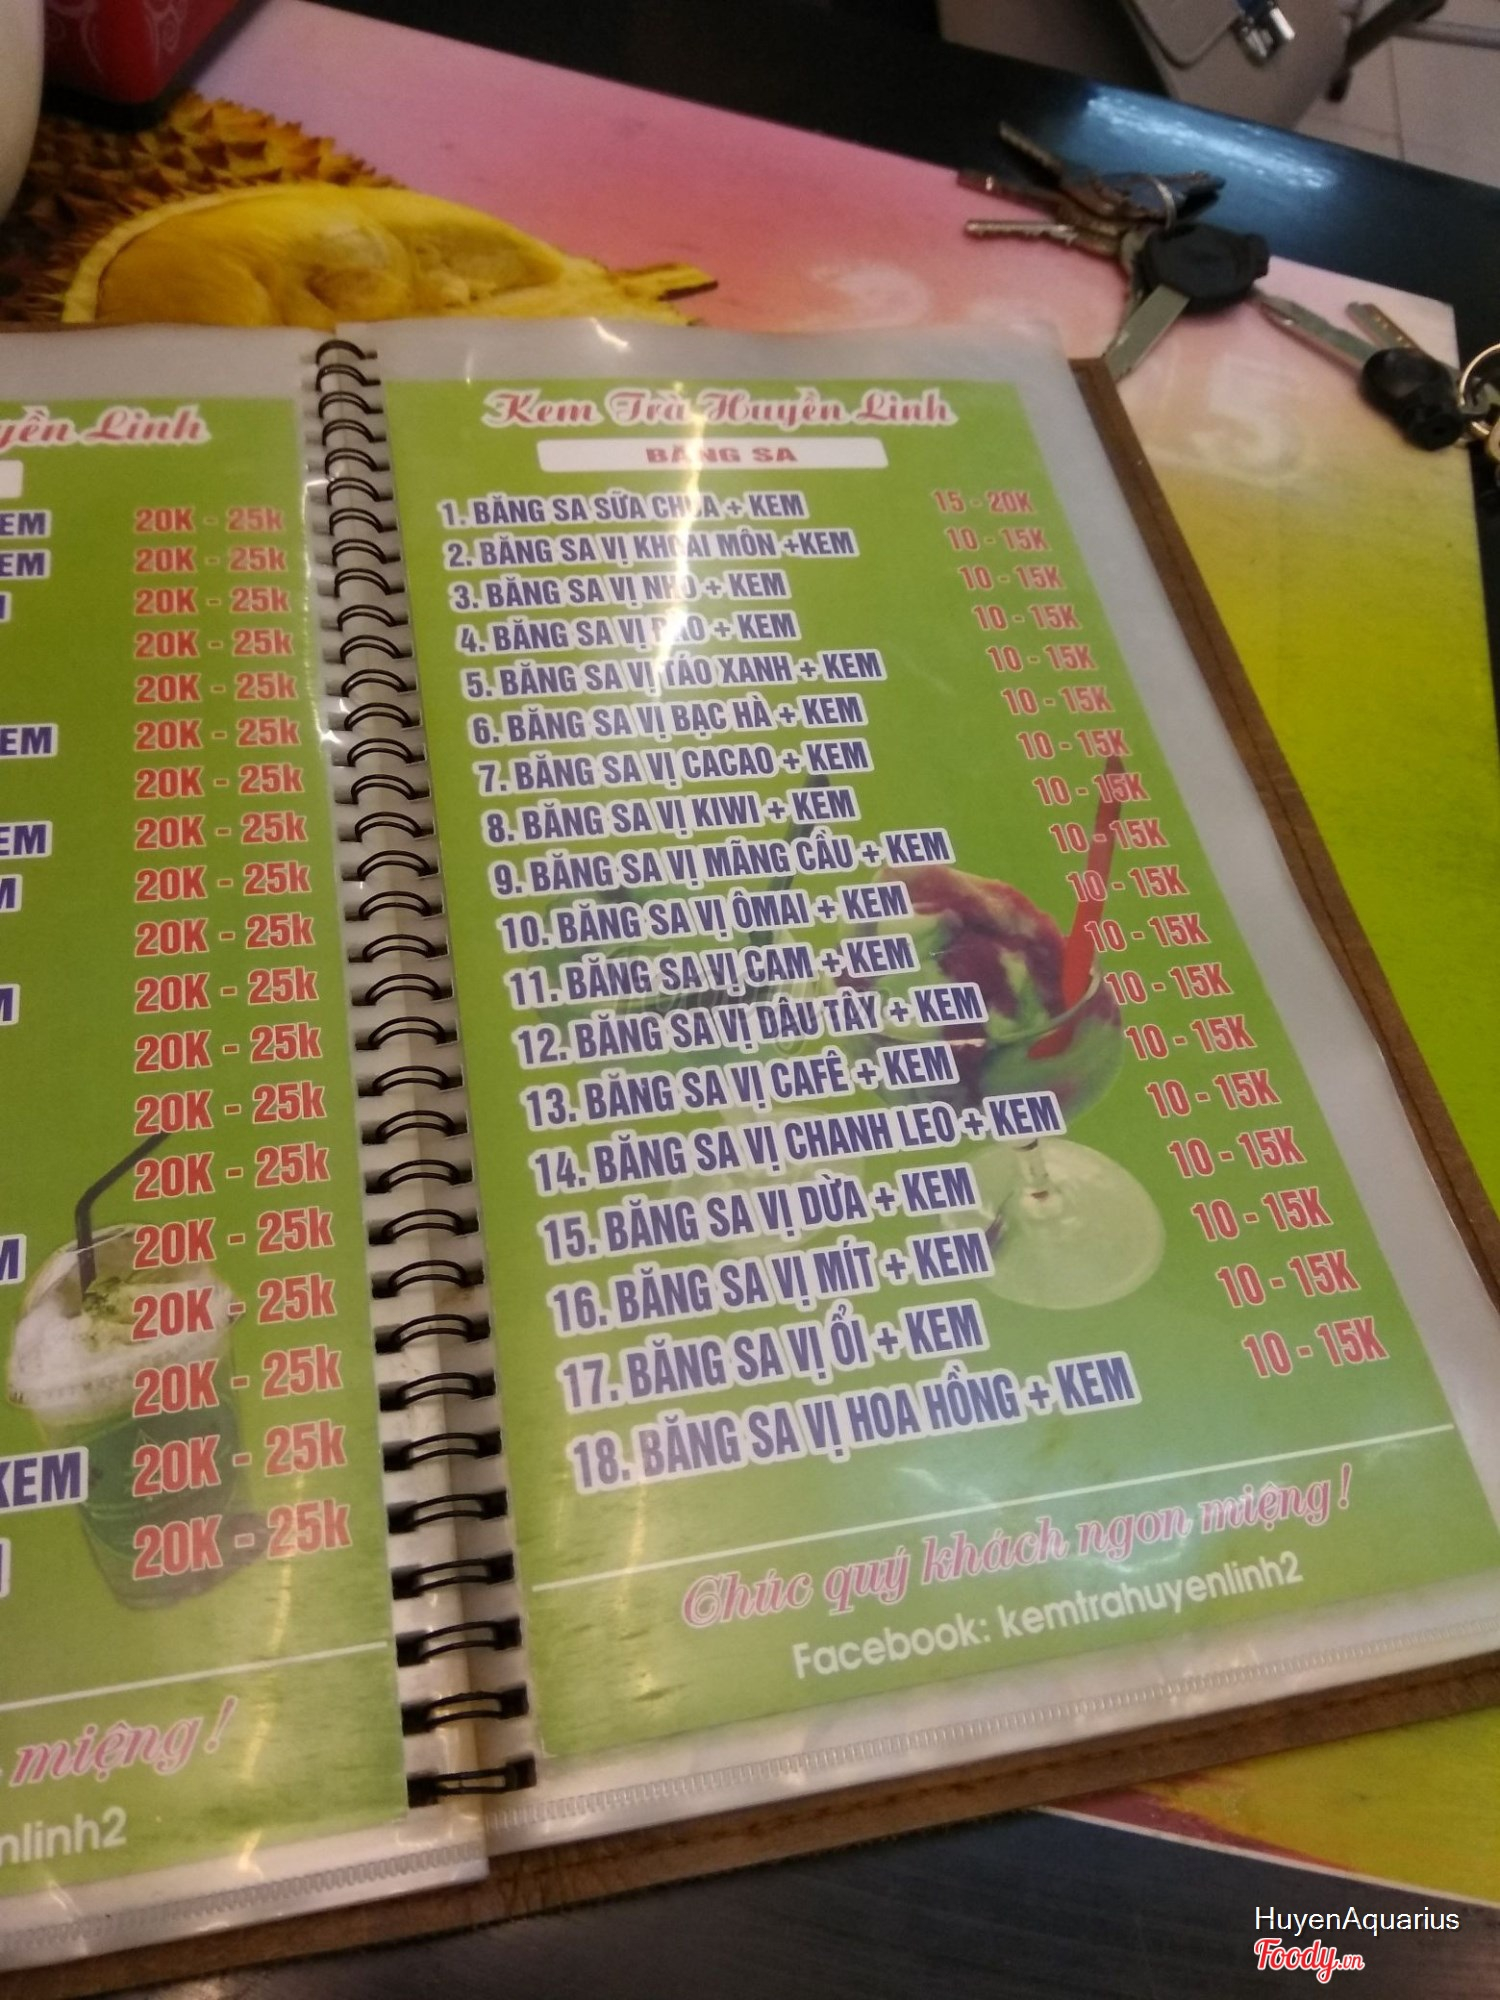 yền Linh
EM 20K - 25k
EM 20K - 25k
20K - 25k
20K - 25k
20K - 25k
EM 20K - 25k
20K - 25k
EM 20K - 25k
M 20K - 25k
20K - 25k
M 20K - 25k
20K - 25k
20K - 25k
20K - 25k
M 20K - 25k
20K - 25k
20K - 25k
KEM 20K - 25k
20K - 25k
miệng!
nlinh2
Kem Trà Huyền Linh
BĂNG SA
1. BĂNG SA SỮA CHUA + KEM 15 - 20K
2. BĂNG SA VỊ KHOAI MÔN +KEM 10 - 15K
3. BĂNG SA VỊ NHO + KEM 10 - 15K
4. BĂNG SA VỊ ĐÀO + KEM 10 - 15K
5. BĂNG SA VỊ TÁO XANH + KEM 10 - 15K
6. BĂNG SA VỊ BẠC HÀ + KEM 10 - 15K
7. BĂNG SA VỊ CACAO + KEM 10 - 15K
8. BĂNG SA VỊ KIWI + KEM 10 - 15K
9. BĂNG SA VỊ MÃNG CẦU + KEM 10 - 15K
10. BĂNG SA VỊ ÔMAI + KEM 10 - 15K
11. BĂNG SA VỊ CAM + KEM 10 - 15K
12. BĂNG SA VỊ DÂU TÂY + KEM 10 - 15K
13. BĂNG SA VỊ CAFÊ + KEM 10 - 15K
14. BĂNG SA VỊ CHANH LEO + KEM 10 - 15K
15. BĂNG SA VỊ DỪA + KEM 10 - 15K
16. BĂNG SA VỊ MÍT + KEM 10 - 15K
17. BĂNG SA VỊ ỔI + KEM 10 - 15K
18. BĂNG SA VỊ HOA HỒNG + KEM 10 - 15K
Chúc quý khách ngon miệng!
Facebook: kemtrahuyenlinh2
HuyenAquarius
Foody.vn